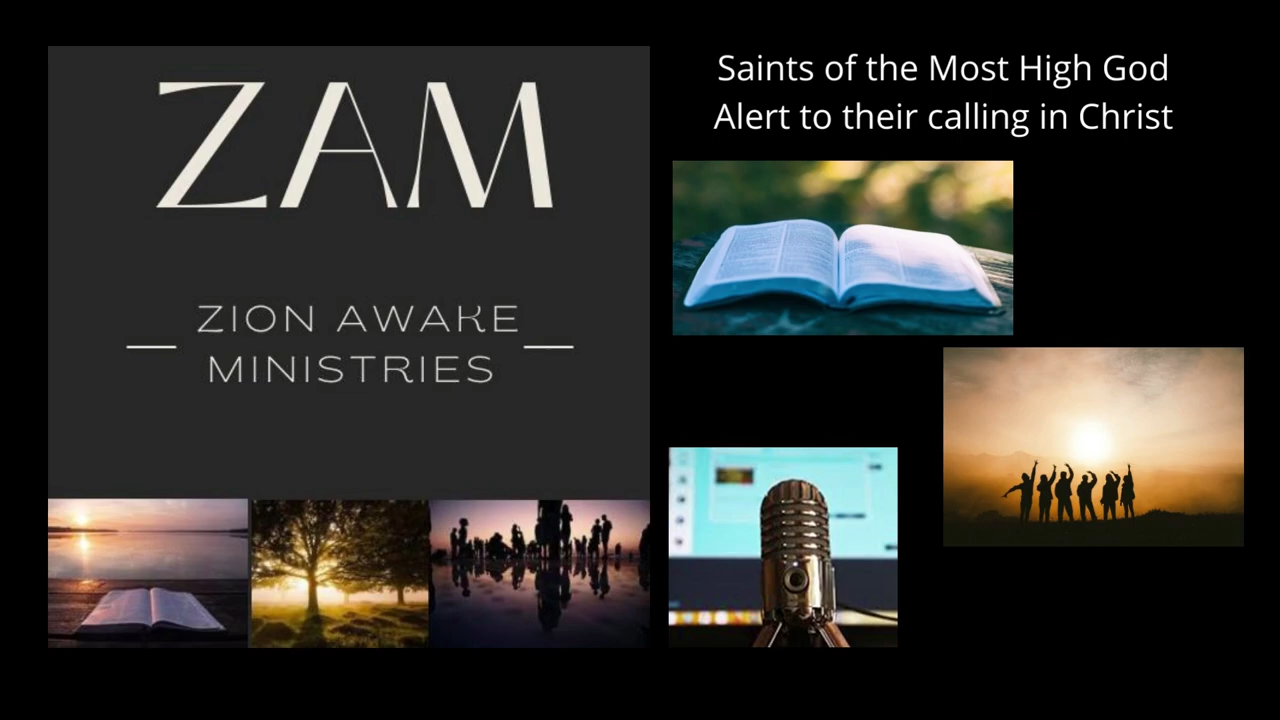 ZAM
ZION AWAKE
MINISTRIES
Saints of the Most High God
Alert to their calling in Christ